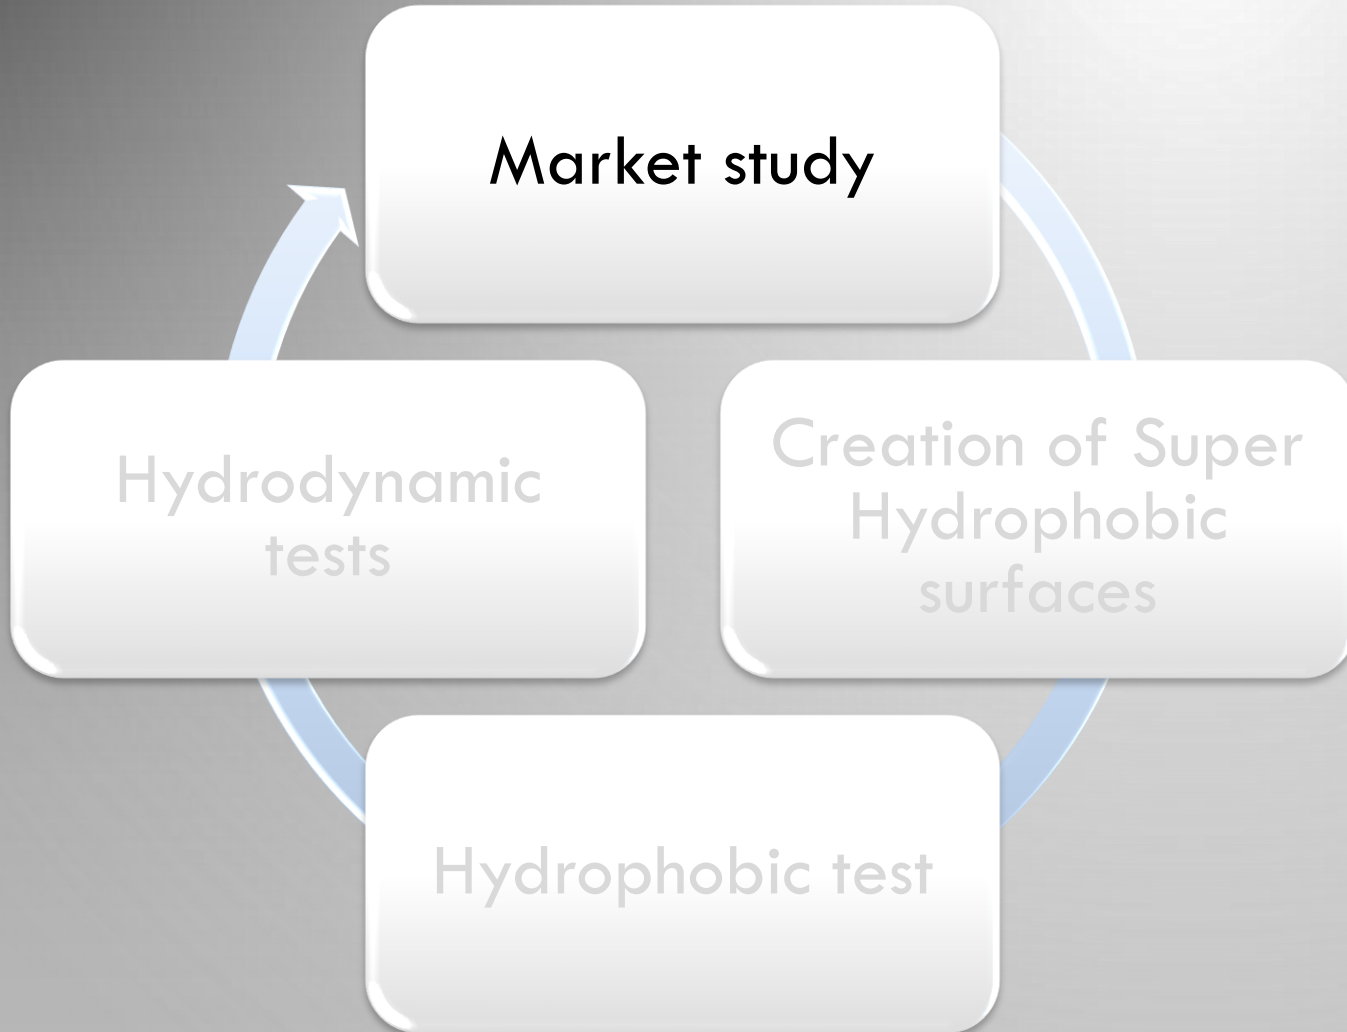 Market study
Creation of Super
Hydrophobic
surfaces
Hydrophobic test
Hydrodynamic
tests